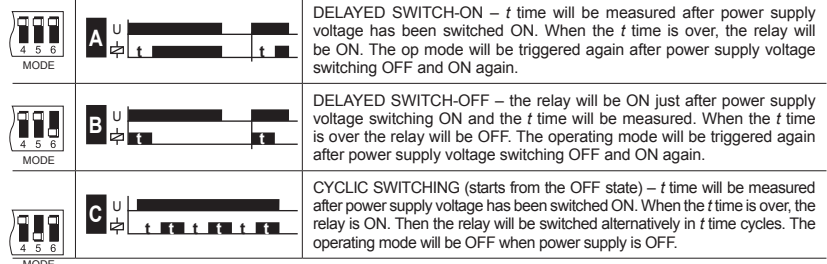 4 5 6
MODE
A
U
t
t
DELAYED SWITCH-ON – t time will be measured after power supply
voltage has been switched ON. When the t time is over, the relay will
be ON. The op mode will be triggered again after power supply voltage
switching OFF and ON again.
4 5 6
MODE
B
U
t
t
DELAYED SWITCH-OFF – the relay will be ON just after power supply
voltage switching ON and the t time will be measured. When the t time
is over the relay will be OFF. The operating mode will be triggered again
after power supply voltage switching OFF and ON again.
4 5 6
MODE
C
U
t t t t t t
CYCLIC SWITCHING (starts from the OFF state) – t time will be measured
after power supply voltage has been switched ON. When the t time is over, the
relay is ON. Then the relay will be switched alternatively in t time cycles. The
operating mode will be OFF when power supply is OFF.